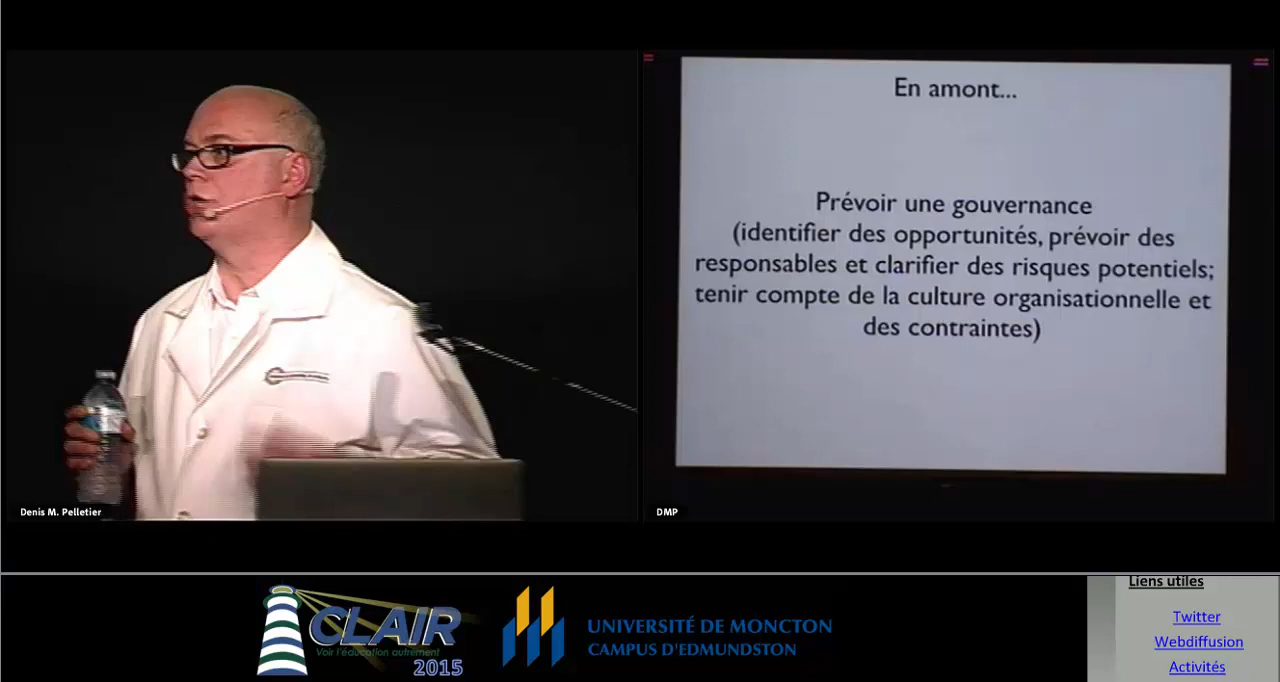 En amont...
Prévoir une gouvernance
(identifier des opportunités, prévoir des
responsables et clarifier des risques potentiels;
tenir compte de la culture organisationnelle et
des contraintes)
Denis M. Pelletier
DMP
CLAIR
Voir l'éducation autrement
2015
UNIVERSITÉ DE MONCTON
CAMPUS D'EDMUNDSTON
Liens utiles
Twitter
Webdiffusion
Activités